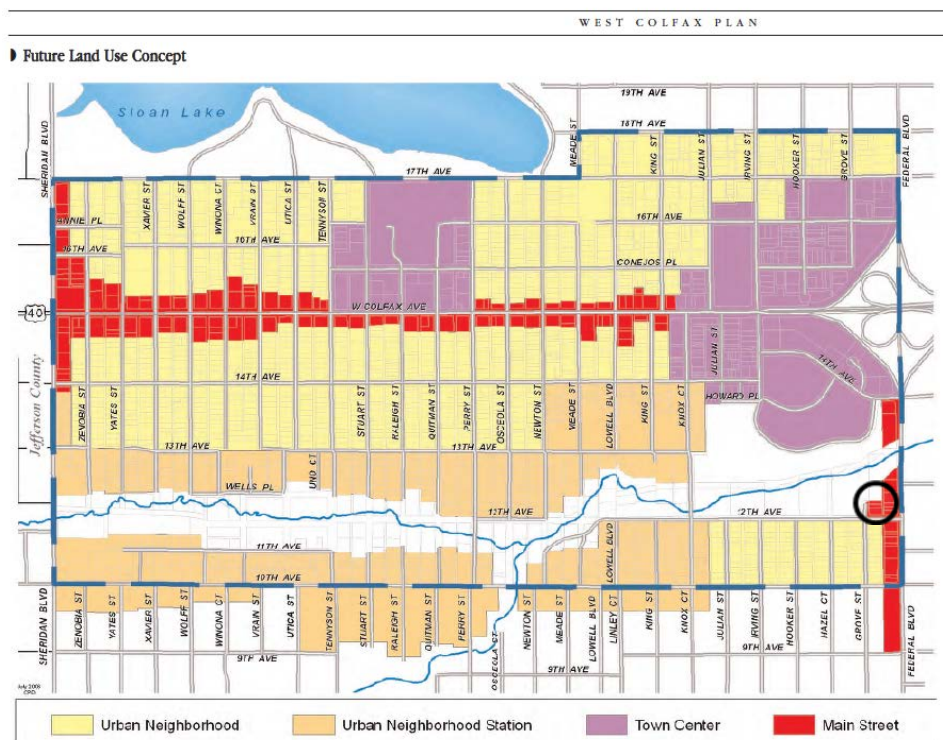 WEST COLFAX PLAN
Future Land Use Concept
Sloan Lake
19TH AVE
18TH AVE
MEADE ST
KING ST
JULIAN ST
IRVING ST
HOOKER ST
GROVE ST
FEDERAL BLVD
SHERIDAN BLVD
17TH AVE
ANNIE PL
XAVIER ST
WOLFF ST
WINONA CT
VRAIN ST
UTICA ST
TENNYSON ST
16TH AVE
16TH AVE
16TH AVE
CONEJOS PL
W COLFAX AVE
40
Jefferson County
JULIAN ST
14TH AVE
14TH AVE
HOWARD PL
ZENOBIA ST
YATES ST
STUART ST
RALEIGH ST
QUITMAN ST
PERRY ST
OSCEOLA ST
NEWTON ST
MEADE ST
LOWELL BLVD
KING ST
KNOX CT
13TH AVE
13TH AVE
UNO CT
WELLS PL
12TH AVE
12TH AVE
11TH AVE
LOWELL BLVD
10TH AVE
SHERIDAN BLVD
ZENOBIA ST
YATES ST
XAVIER ST
WOLFF ST
WINONA CT
VRAIN ST
UTICA ST
TENNYSON ST
STUART ST
RALEIGH ST
QUITMAN ST
PERRY ST
OSCEOLA CT
NEWTON ST
MEADE ST
LOWELL BLVD
LINLEY CT
KING ST
KNOX CT
JULIAN ST
IRVING ST
HOOKER ST
HAZEL CT
GROVE ST
FEDERAL BLVD
9TH AVE
9TH AVE
9TH AVE
CPD
Urban Neighborhood
Urban Neighborhood Station
Town Center
Main Street